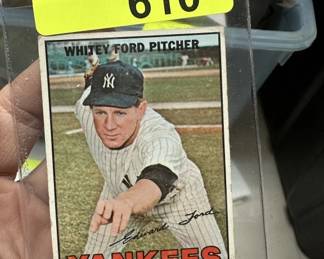 610
WHITEY FORD PITCHER
NY
Edward Ford
YANKEES